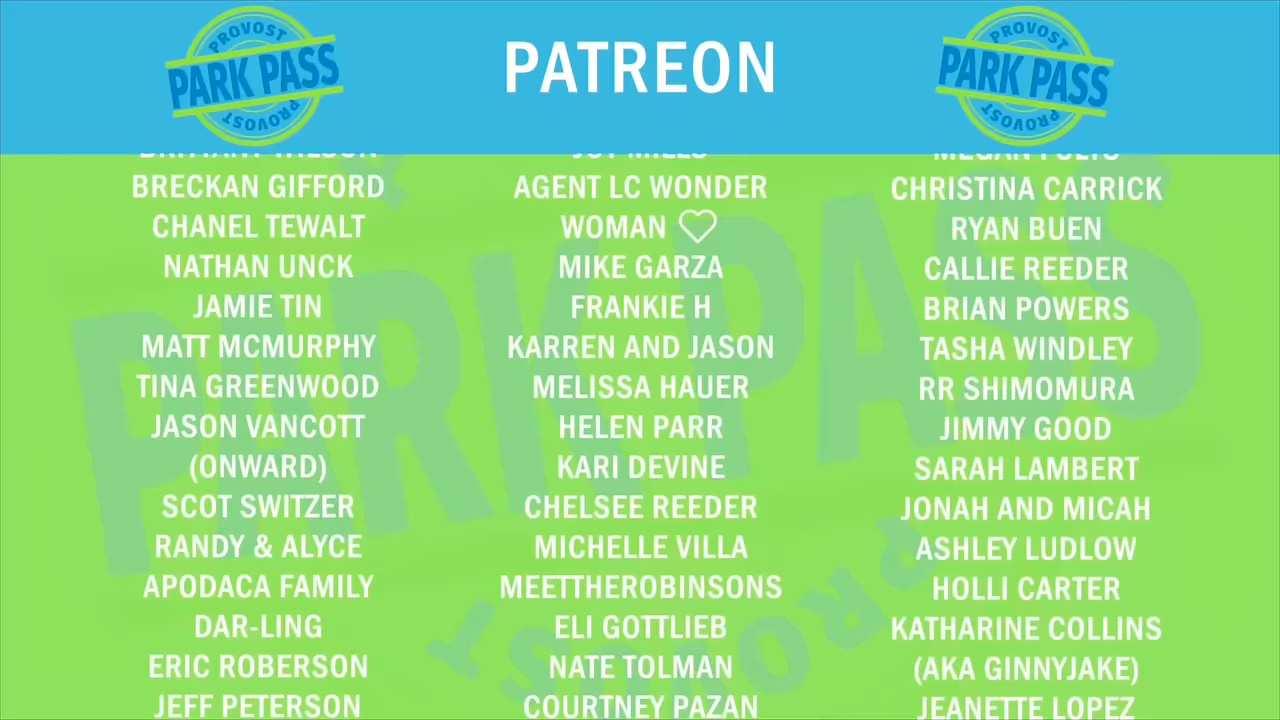 PROVOST
PARK PASS
PROVOST
PATREON
PROVOST
PARK PASS
PROVOST
BRECKAN GIFFORD
CHANEL TEWALT
NATHAN UNCK
JAMIE TIN
MATT MCMURPHY
TINA GREENWOOD
JASON VANCOTT
(ONWARD)
SCOT SWITZER
RANDY & ALYCE
APODACA FAMILY
DAR-LING
ERIC ROBERSON
JEFF PETERSON
AGENT LC WONDER
WOMAN ♡
MIKE GARZA
FRANKIE H
KARREN AND JASON
MELISSA HAUER
HELEN PARR
KARI DEVINE
CHELSEE REEDER
MICHELLE VILLA
MEETTHEROBINSONS
ELI GOTTLIEB
NATE TOLMAN
COURTNEY PAZAN
CHRISTINA CARRICK
RYAN BUEN
CALLIE REEDER
BRIAN POWERS
TASHA WINDLEY
RR SHIMOMURA
JIMMY GOOD
SARAH LAMBERT
JONAH AND MICAH
ASHLEY LUDLOW
HOLLI CARTER
KATHARINE COLLINS
(AKA GINNYJAKE)
JEANETTE LOPEZ
PARK PASS
PROVOST